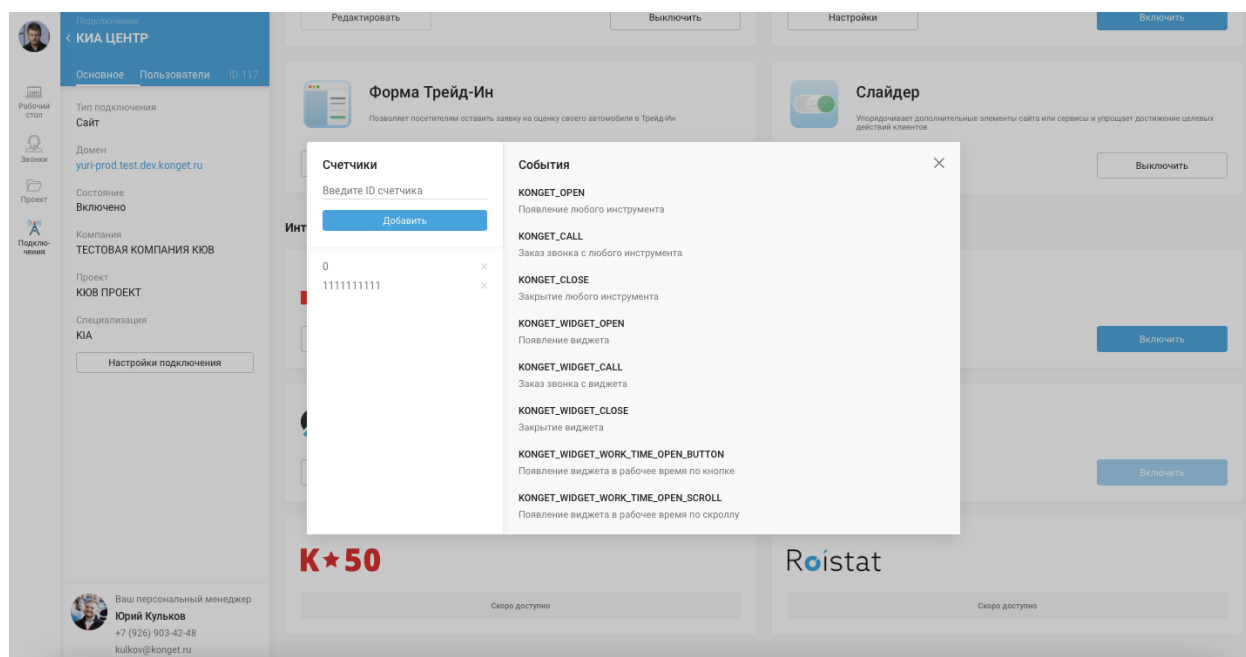 Подключение
КИА ЦЕНТР
Основное Пользователи ID 117
Рабочий
стол
Звонки
Проект
Подклю-
чения
Тип подключения
Сайт
Домен
yuri-prod.test.dev.konget.ru
Состояние
Включено
Компания
ТЕСТОВАЯ КОМПАНИЯ КЮВ
Проект
КЮВ ПРОЕКТ
Специализация
KIA
Настройки подключения
Ваш персональный менеджер
Юрий Кульков
+7 (926) 903-42-48
kulkov@konget.ru
Редактировать
Выключить
Настройки
Включить
Форма Трейд-Ин
Позволяет посетителям оставить заявку на оценку своего автомобиля в Трейд-Ин
Слайдер
Упорядочивает дополнительные элементы сайта или сервисы и упрощает достижение целевых
действий клиентов
Выключить
Инт
Счетчики
Введите ID счетчика
Добавить
0
1111111111
События
KONGET_OPEN
Появление любого инструмента
KONGET_CALL
Заказ звонка с любого инструмента
KONGET_CLOSE
Закрытие любого инструмента
KONGET_WIDGET_OPEN
Появление виджета
KONGET_WIDGET_CALL
Заказ звонка с виджета
KONGET_WIDGET_CLOSE
Закрытие виджета
KONGET_WIDGET_WORK_TIME_OPEN_BUTTON
Появление виджета в рабочее время по кнопке
KONGET_WIDGET_WORK_TIME_OPEN_SCROLL
Появление виджета в рабочее время по скроллу
Включить
Включить
K★50
Скоро доступно
Roistat
Скоро доступно